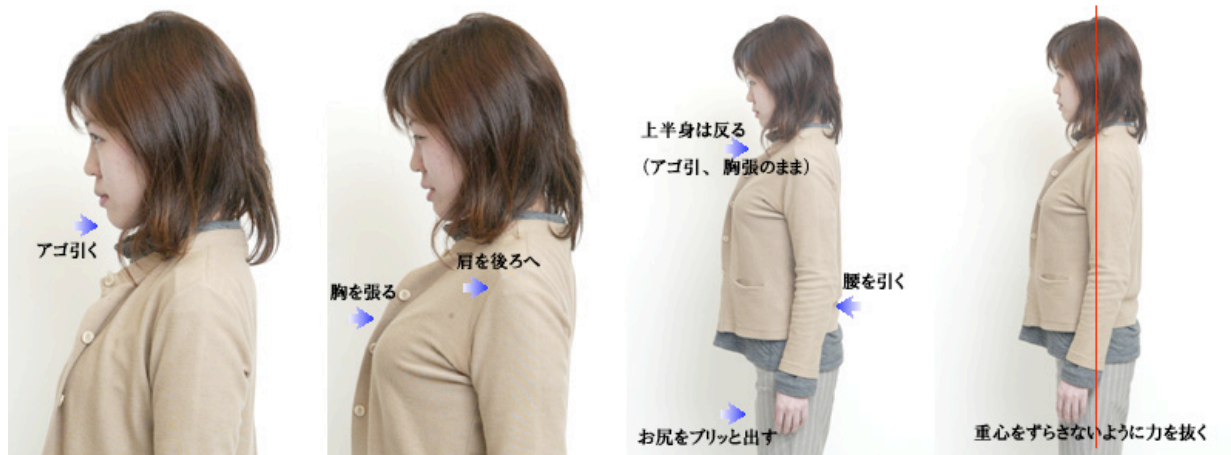 アゴ引く
肩を後ろへ
胸を張る
上半身は反る
（アゴ引、胸張のまま）
腰を引く
お尻をプリッと出す
重心をずらさないように力を抜く